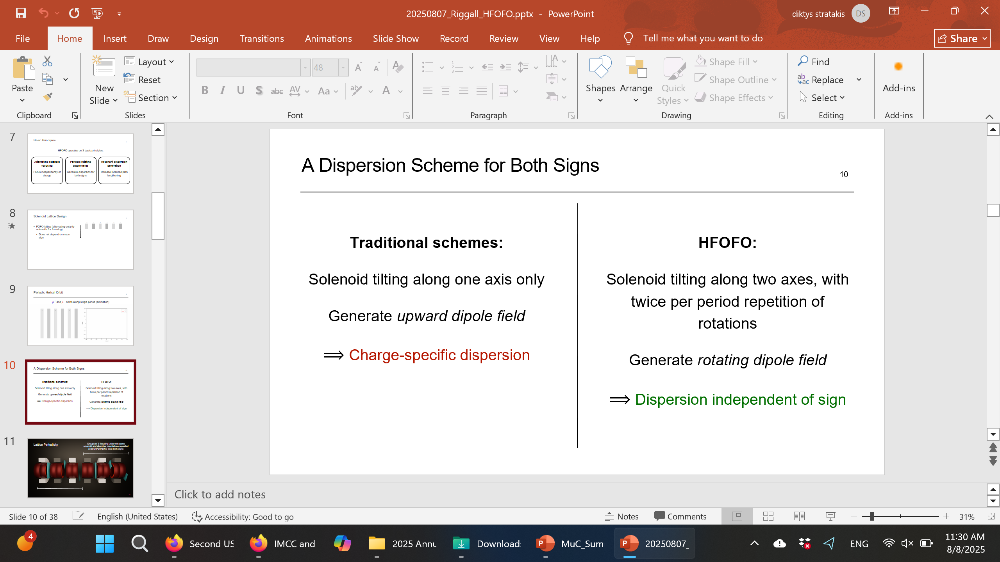 20250807_Riggall_HFOFO.pptx - PowerPoint
diktys stratakis
DS
File
Home
Insert
Draw
Design
Transitions
Animations
Slide Show
Record
Review
View
Help
Tell me what you want to do
Share
Paste
Clipboard
New Slide
Layout
Reset
Section
Slides
48
Font
Paragraph
Shapes
Arrange
Quick Styles
Shape Fill
Shape Outline
Shape Effects
Drawing
Find
Replace
Select
Editing
Add-ins
Add-ins
7
Basic Principles
HFOFO operates on 3 basic principles:
Alternating solenoid focusing
Focus independently of charge
Periodic rotating dipole fields
Generate dispersion for both signs
Resonant dispersion generation
Increase localized path lengthening
8
Solenoid Lattice Design
• FOFO lattice (alternating-polarity solenoids for focusing)
• Does not depend on muon sign
9
Periodic Helical Orbit
μ⁺ and μ⁻ orbits along single period (animation)
10
A Dispersion Scheme for Both Signs
Traditional schemes:
Solenoid tilting along one axis only
Generate upward dipole field
⟹ Charge-specific dispersion
HFOFO:
Solenoid tilting along two axes, with
twice per period repetition of
rotations
Generate rotating dipole field
⟹ Dispersion independent of sign
11
Lattice Periodicity
Groups of 3 focusing units with same
solenoid and absorber orientations repeated
twice per period to treat both signs
A Dispersion Scheme for Both Signs
10
Traditional schemes:
Solenoid tilting along one axis only
Generate upward dipole field
⟹ Charge-specific dispersion
HFOFO:
Solenoid tilting along two axes, with
twice per period repetition of
rotations
Generate rotating dipole field
⟹ Dispersion independent of sign
Click to add notes
Slide 10 of 38
English (United States)
Accessibility: Good to go
Notes
Comments
31%
4
Second US
IMCC and
2025 Annu
Download
MuC_Sum
20250807_
ENG
11:30 AM
8/8/2025